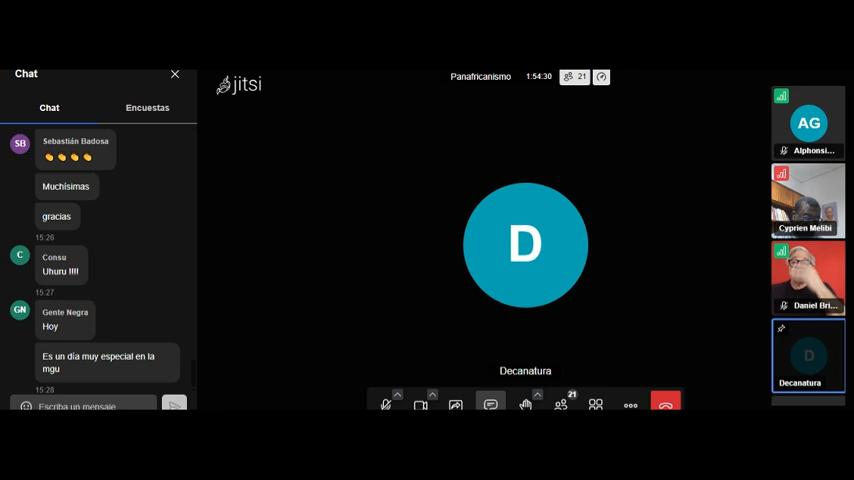 Chat
Chat
Encuestas
SB
Sebastián Badosa
Muchísimas
gracias
15:26
C
Consu
Uhuru !!!!
15:27
GN
Gente Negra
Hoy
Es un día muy especial en la
mgu
15:28
Escriba un mensaje
jitsi
Panafricanismo
1:54:30
21
D
Decanatura
21
AG
Alphonsi...
Cyprien Melibi
Daniel Bri...
D
Decanatura